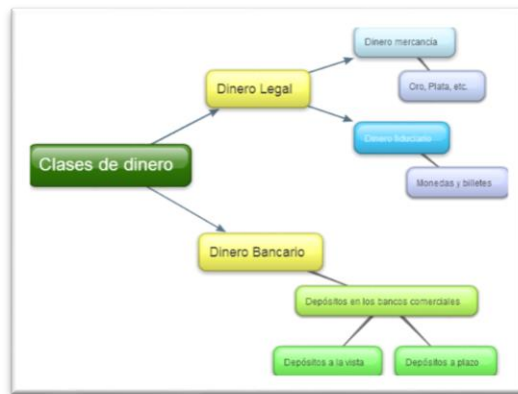 Clases de dinero
Dinero Legal
Dinero mercancía
Oro, Plata, etc.
Dinero fiduciario
Monedas y billetes
Dinero Bancario
Depósitos en los bancos comerciales
Depósitos a la vista
Depósitos a plazo